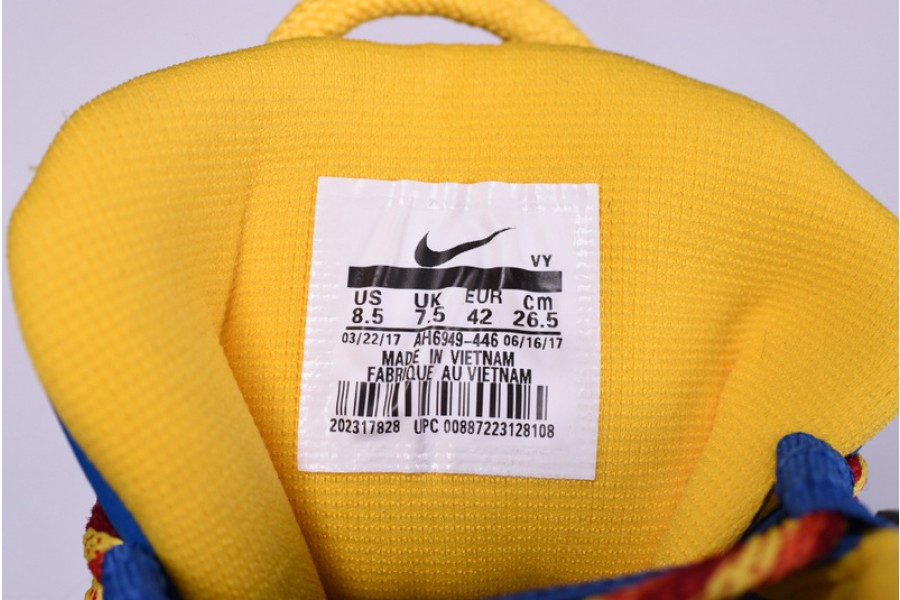 VY
US UK EUR Cm
8.5 7.5 42 26.5
03/22/17 AH6949-446 06/16/17
MADE IN VIETNAM
FABRIQUE AU VIETNAM
202317828 UPC 00887223128108